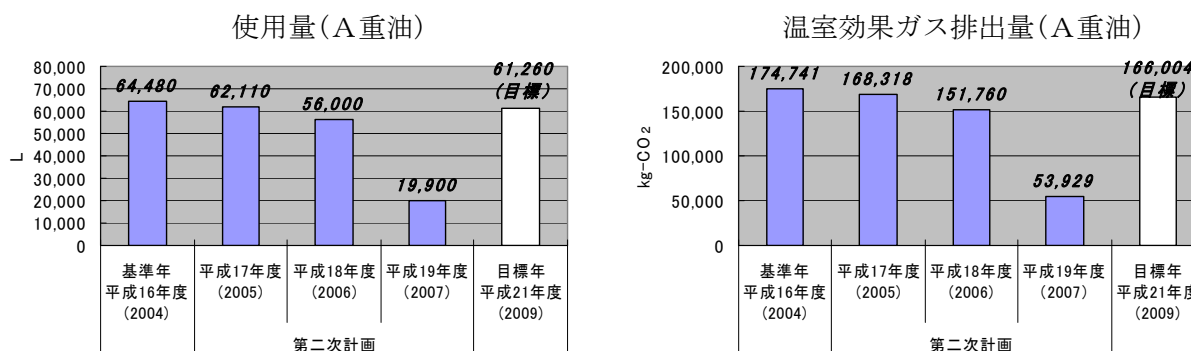 使用量(A重油)
80,000
70,000
60,000
50,000
40,000
30,000
20,000
10,000
0
L
64,480
62,110
56,000
19,900
61,260
(目標)
基準年
平成16年度
(2004)
平成17年度
(2005)
平成18年度
(2006)
平成19年度
(2007)
目標年
平成21年度
(2009)
第二次計画
温室効果ガス排出量(A重油)
200,000
150,000
100,000
50,000
0
kg-CO₂
174,741
168,318
151,760
53,929
166,004
(目標)
基準年
平成16年度
(2004)
平成17年度
(2005)
平成18年度
(2006)
平成19年度
(2007)
目標年
平成21年度
(2009)
第二次計画